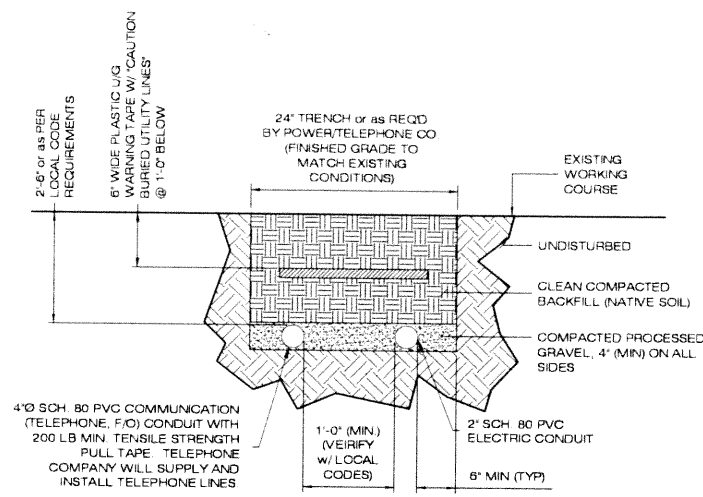 2'-6" or as PER
LOCAL CODE
REQUIREMENTS
6" WIDE PLASTIC U/G
WARNING TAPE W/ "CAUTION
BURIED UTILITY LINES"
@ 1'-0" BELOW
24" TRENCH or as REQ'D
BY POWER/TELEPHONE CO
(FINISHED GRADE TO
MATCH EXISTING
CONDITIONS)
EXISTING
WORKING
COURSE
UNDISTURBED
CLEAN COMPACTED
BACKFILL (NATIVE SOIL)
COMPACTED PROCESSED
GRAVEL, 4" (MIN) ON ALL
SIDES
4"Ø SCH. 80 PVC COMMUNICATION
(TELEPHONE, F/O) CONDUIT WITH
200 LB MIN. TENSILE STRENGTH
PULL TAPE. TELEPHONE
COMPANY WILL SUPPLY AND
INSTALL TELEPHONE LINES.
1'-0" (MIN.)
(VEIRIFY
w/ LOCAL
CODES)
2" SCH. 80 PVC
ELECTRIC CONDUIT
6" MIN (TYP)